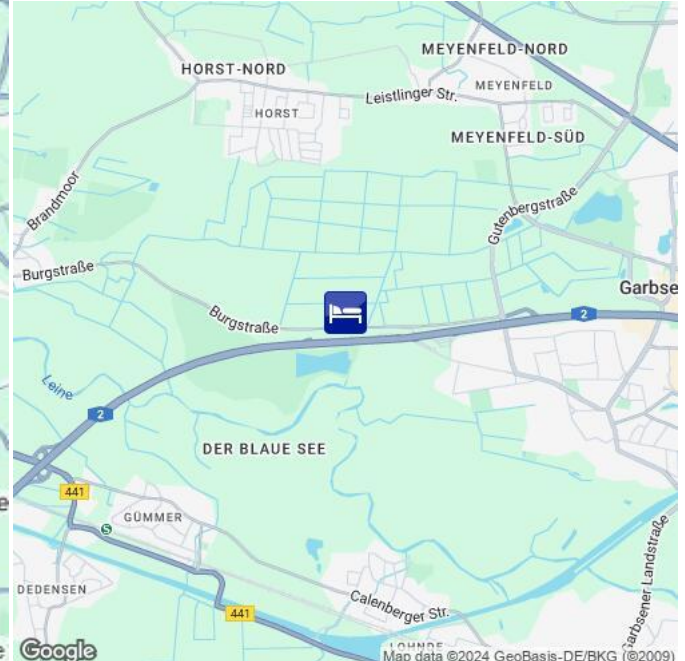 MEYENFELD-NORD
HORST-NORD
MEYENFELD
Leistlinger Str.
HORST
MEYENFELD-SÜD
Brandmoor
Gutenbergstraße
Burgstraße
Garbse
Burgstraße
2
Leine
2
DER BLAUE SEE
441
GÜMMER
S
DEDENSEN
Calenberger Str.
Garbsener Landstraße
441
LOHNDE
Google
Map data ©2024 GeoBasis-DE/BKG (©2009)